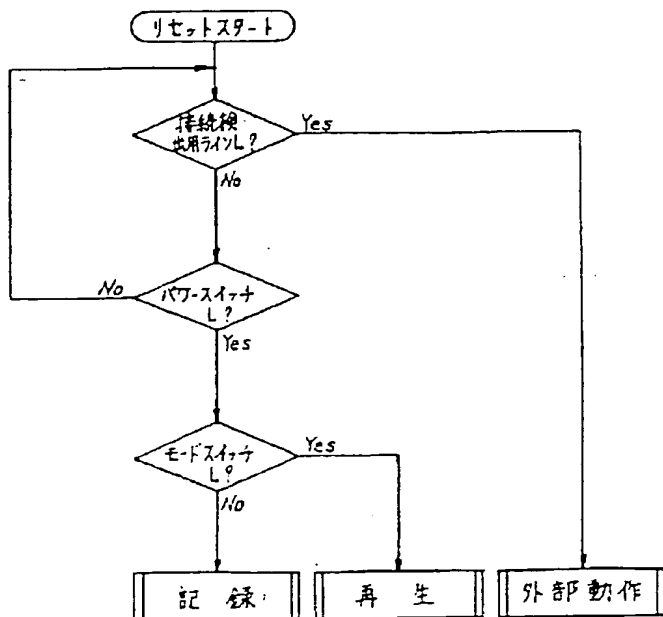 リセットスタート
接続検
出用ラインL?
Yes
No
パワースイッチ
L?
No
Yes
モードスイッチ
L?
Yes
No
記録
再生
外部動作